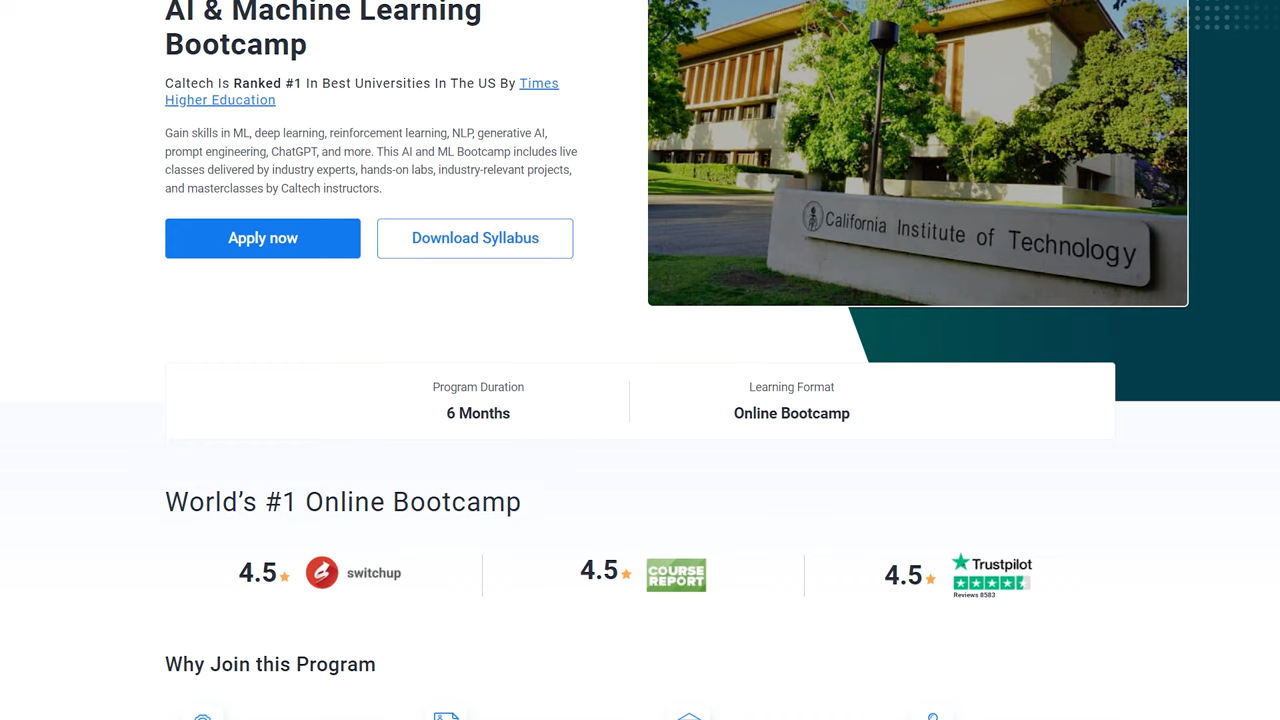 AI & Machine Learning
Bootcamp
Caltech Is Ranked #1 In Best Universities In The US By Times
Higher Education
Gain skills in ML, deep learning, reinforcement learning, NLP, generative AI,
prompt engineering, ChatGPT, and more. This AI and ML Bootcamp includes live
classes delivered by industry experts, hands-on labs, industry-relevant projects,
and masterclasses by Caltech instructors.
Apply now
Download Syllabus
California Institute of Technology
Program Duration
6 Months
Learning Format
Online Bootcamp
World’s #1 Online Bootcamp
4.5
switchup
4.5
COURSE
REPORT
4.5
Trustpilot
Reviews 8583
Why Join this Program